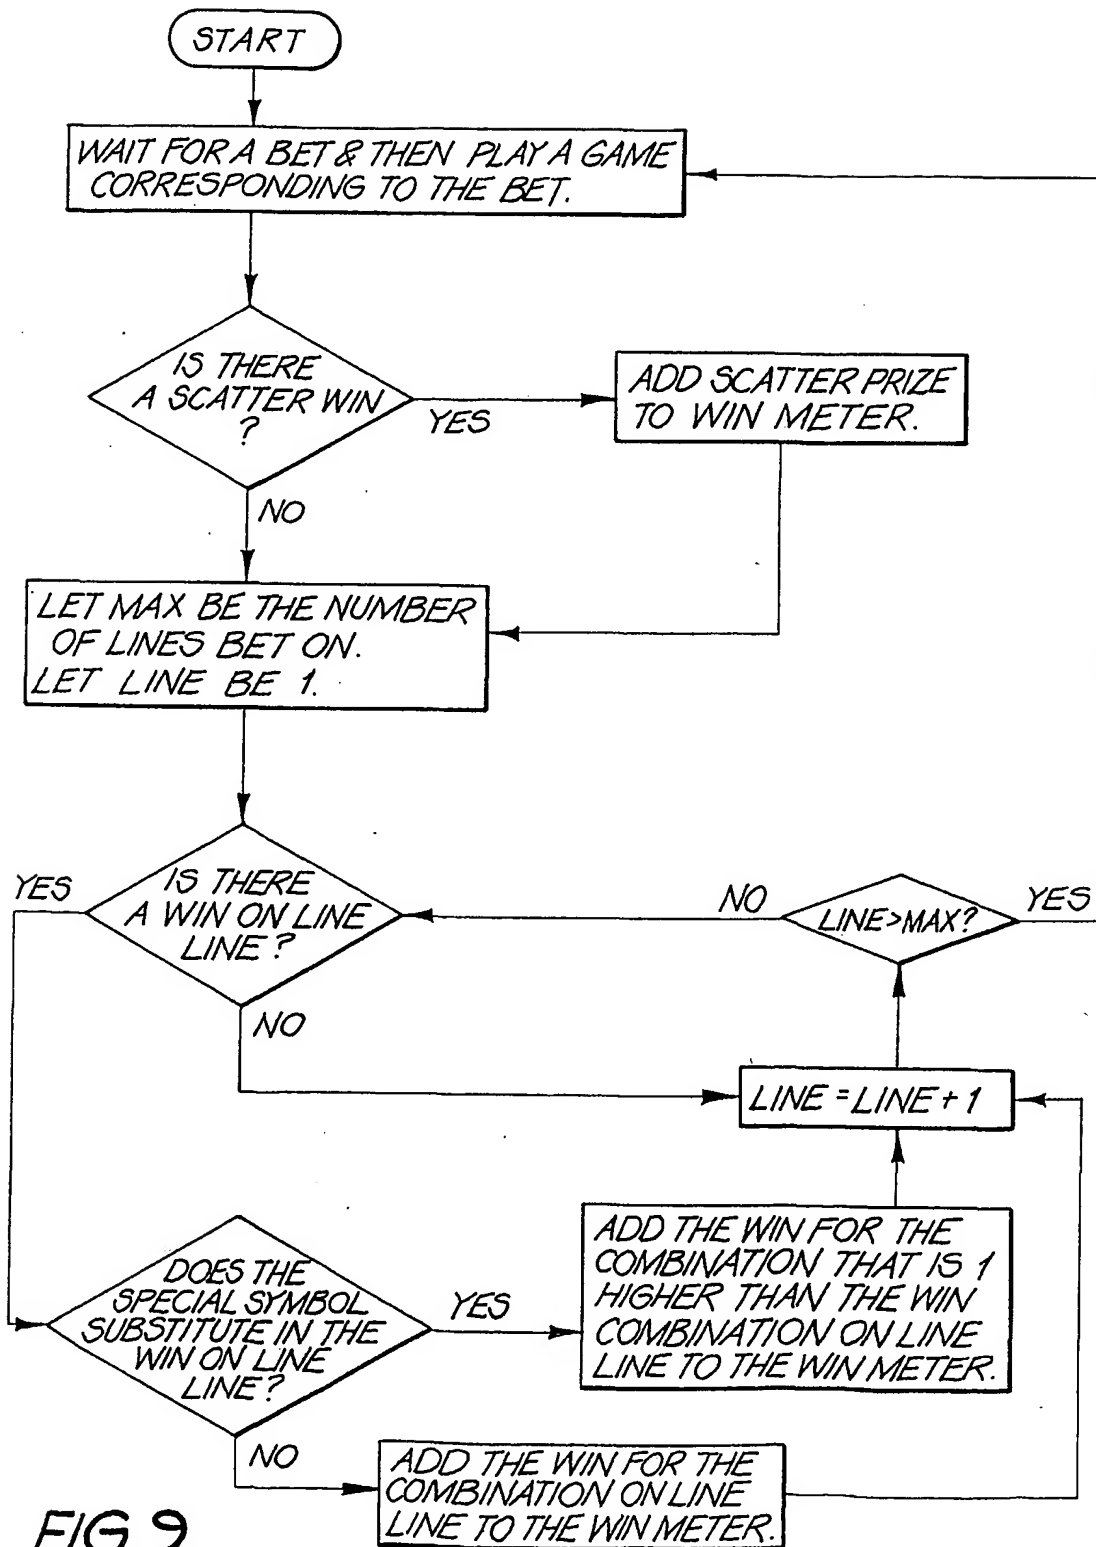 START
WAIT FOR A BET & THEN PLAY A GAME
CORRESPONDING TO THE BET.
IS THERE
A SCATTER WIN
?
YES
ADD SCATTER PRIZE
TO WIN METER.
NO
LET MAX BE THE NUMBER
OF LINES BET ON.
LET LINE BE 1.
YES
IS THERE
A WIN ON LINE
LINE?
NO
LINE>MAX?
YES
NO
LINE = LINE + 1
DOES THE
SPECIAL SYMBOL
SUBSTITUTE IN THE
WIN ON LINE
LINE?
YES
ADD THE WIN FOR THE
COMBINATION THAT IS 1
HIGHER THAN THE WIN
COMBINATION ON LINE
LINE TO THE WIN METER.
NO
ADD THE WIN FOR THE
COMBINATION ON LINE
LINE TO THE WIN METER.
FIG 9